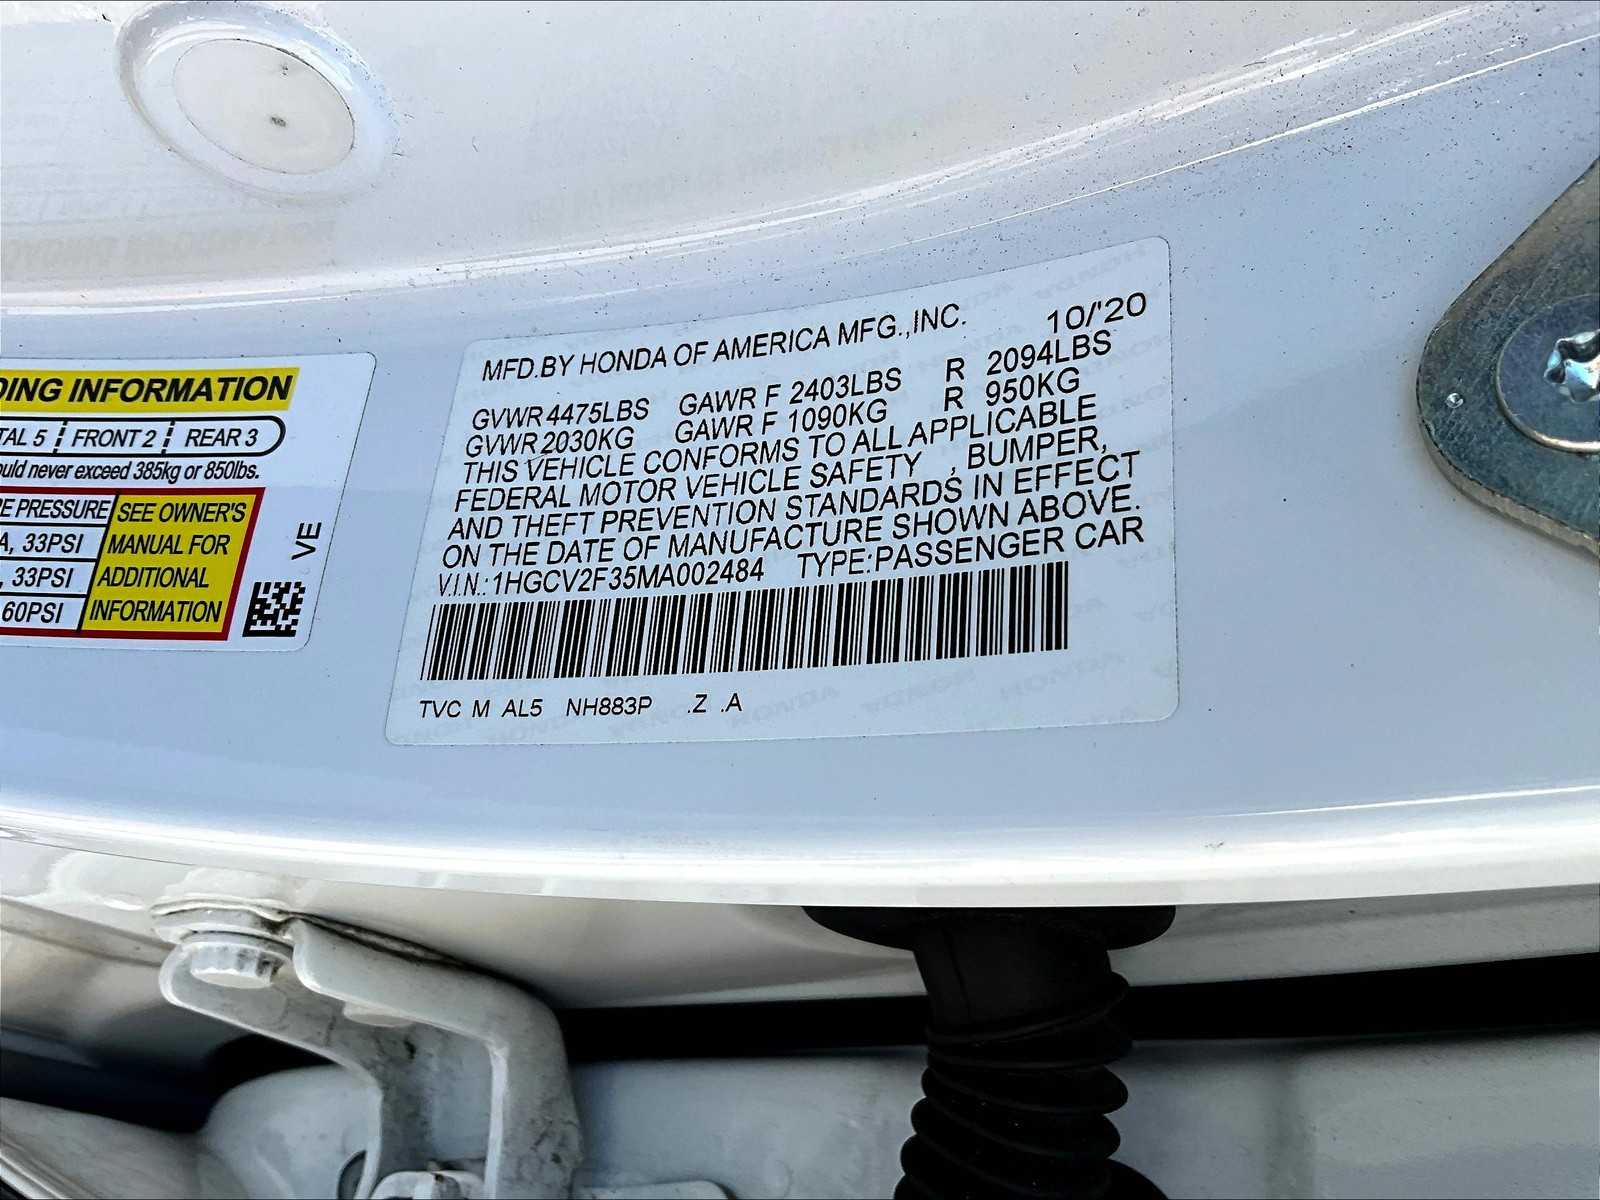 DING INFORMATION
TAL 5 FRONT 2 REAR 3
ould never exceed 385kg or 850lbs.
RE PRESSURE
A, 33PSI
, 33PSI
60PSI
SEE OWNER'S
MANUAL FOR
ADDITIONAL
INFORMATION
VE
MFD.BY HONDA OF AMERICA MFG.,INC. 10/'20
GVWR 4475LBS GAWR F 2403LBS R 2094LBS
GVWR 2030KG GAWR F 1090KG R 950KG
THIS VEHICLE CONFORMS TO ALL APPLICABLE
FEDERAL MOTOR VEHICLE SAFETY , BUMPER,
AND THEFT PREVENTION STANDARDS IN EFFECT
ON THE DATE OF MANUFACTURE SHOWN ABOVE.
V.I.N.: 1HGCV2F35MA002484 TYPE:PASSENGER CAR
TVC M AL5 NH883P .Z .A